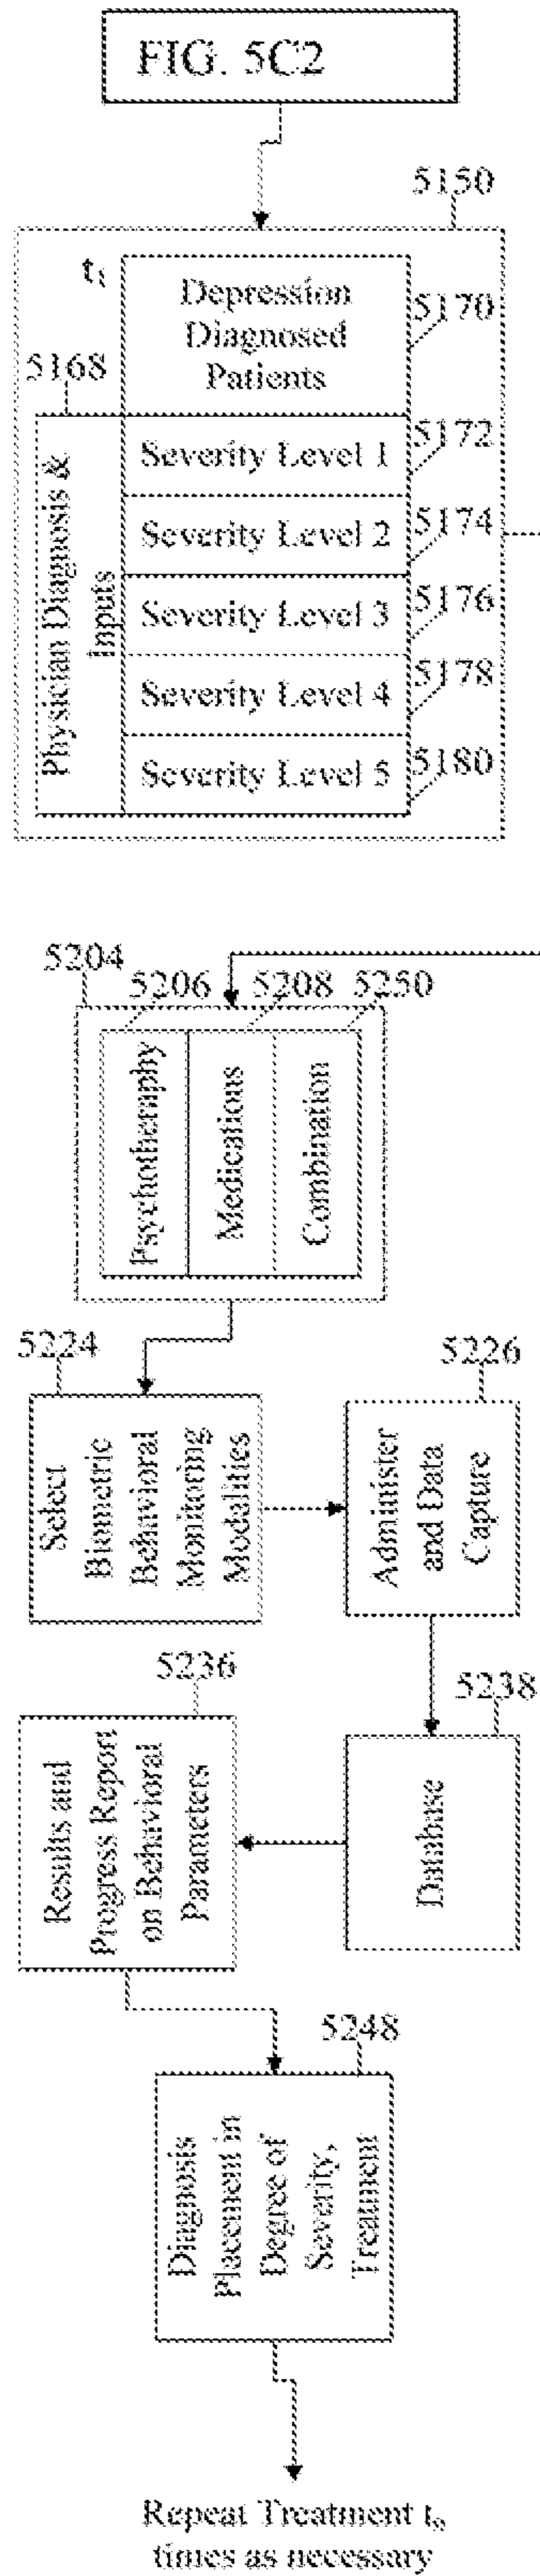 FIG. 5C2
5150
t₁
Depression
Diagnosed
Patients
5170
5168
Physician Diagnosis &
Inputs
Severity Level 1
5172
Severity Level 2
5174
Severity Level 3
5176
Severity Level 4
5178
Severity Level 5
5180
5204
5206
5208
5250
Psychotheraphy
Medications
Combination
5224
Select
Biometric
Behavioral
Monitoring
Modalities
5226
Administer
and Data
Capture
5236
Results and
Progress Report
on Behavioral
Parameters
5238
Database
5248
Diagnosis
Placement in
Degree of
Severity,
Treatment
Repeat Treatment tₙ
times as necessary